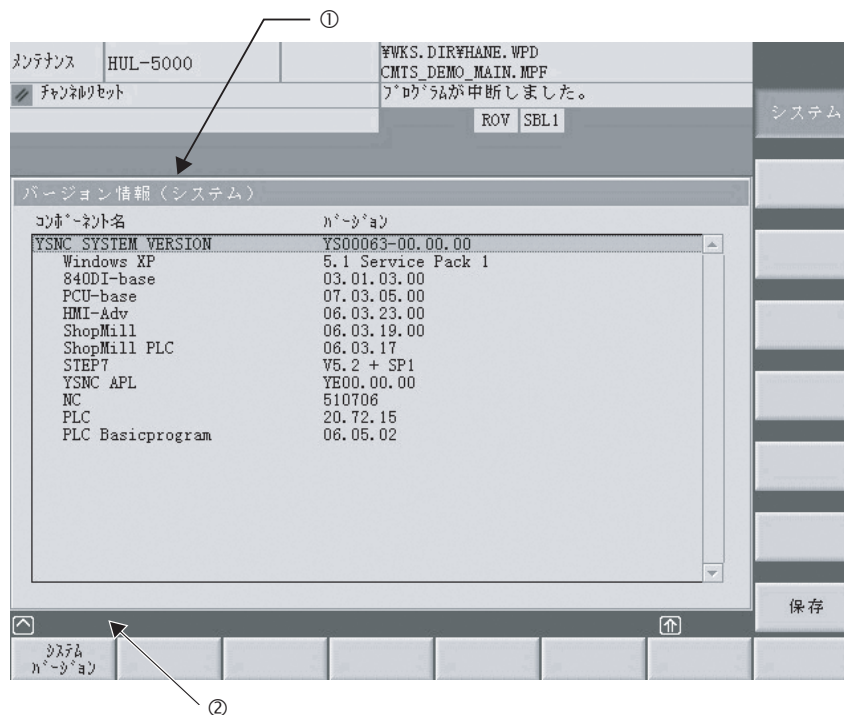 ①
メンテナンス HUL-5000 ¥WKS.DIR¥HANE.WPD
CMTS_DEMO_MAIN.MPF
チャンネルリセット プログラムが中断しました。
ROV SBL1
システム
バージョン情報（システム）
コンポーネント名 バージョン
YSNC SYSTEM VERSION YS00063-00.00.00
Windows XP 5.1 Service Pack 1
840DI-base 03.01.03.00
PCU-base 07.03.05.00
HMI-Adv 06.03.23.00
ShopMill 06.03.19.00
ShopMill PLC 06.03.17
STEP7 V5.2 + SP1
YSNC APL YE00.00.00
NC 510706
PLC 20.72.15
PLC Basicprogram 06.05.02
保存
システム
バージョン
②